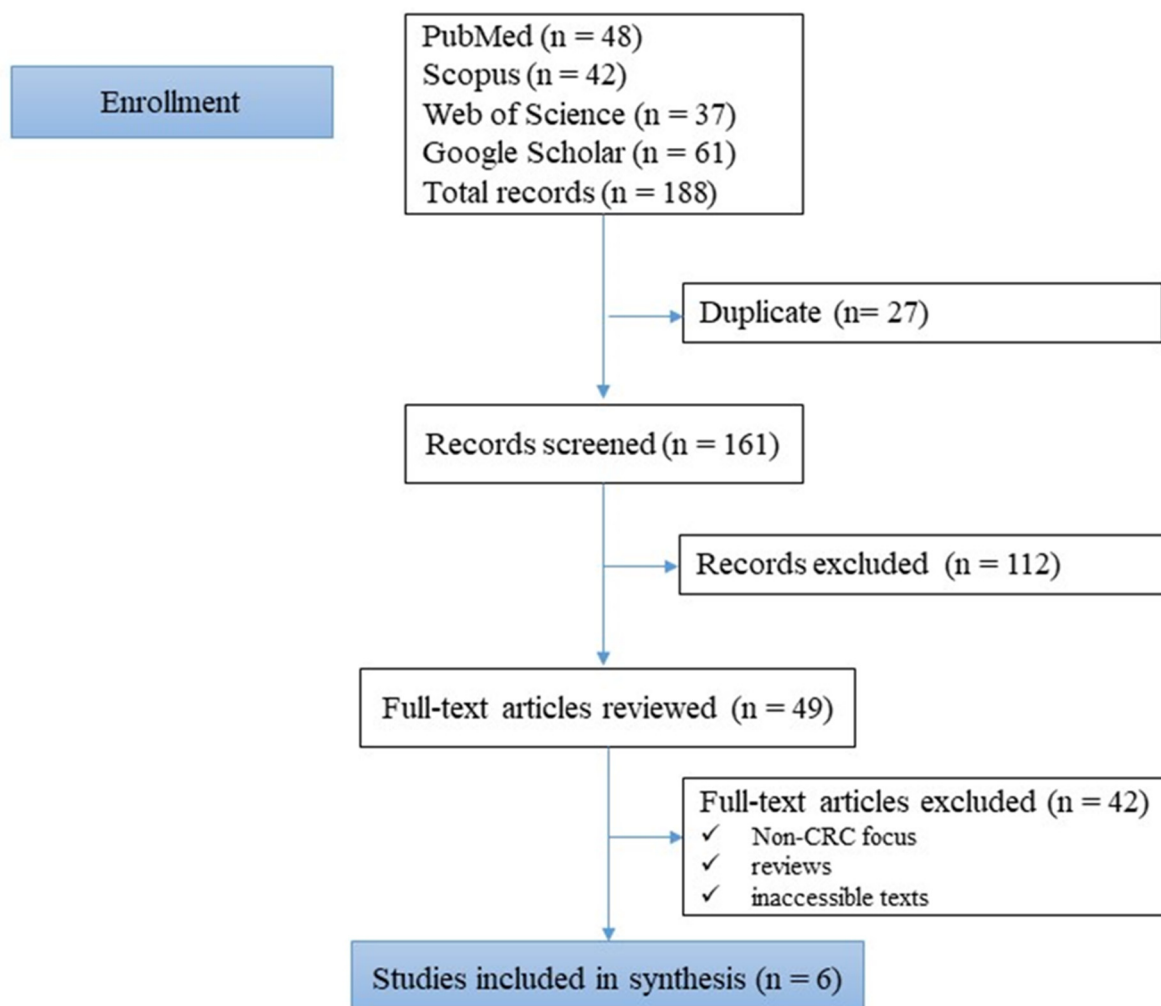 Enrollment
PubMed (n = 48)
Scopus (n = 42)
Web of Science (n = 37)
Google Scholar (n = 61)
Total records (n = 188)
Duplicate (n= 27)
Records screened (n = 161)
Records excluded (n = 112)
Full-text articles reviewed (n = 49)
Full-text articles excluded (n = 42)
✓ Non-CRC focus
✓ reviews
✓ inaccessible texts
Studies included in synthesis (n = 6)